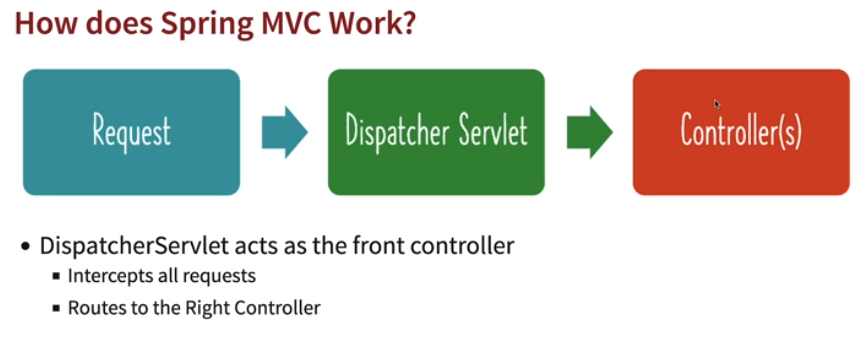 How does Spring MVC Work?
Request
Dispatcher Servlet
Controller(s)
• DispatcherServlet acts as the front controller
▪ Intercepts all requests
▪ Routes to the Right Controller